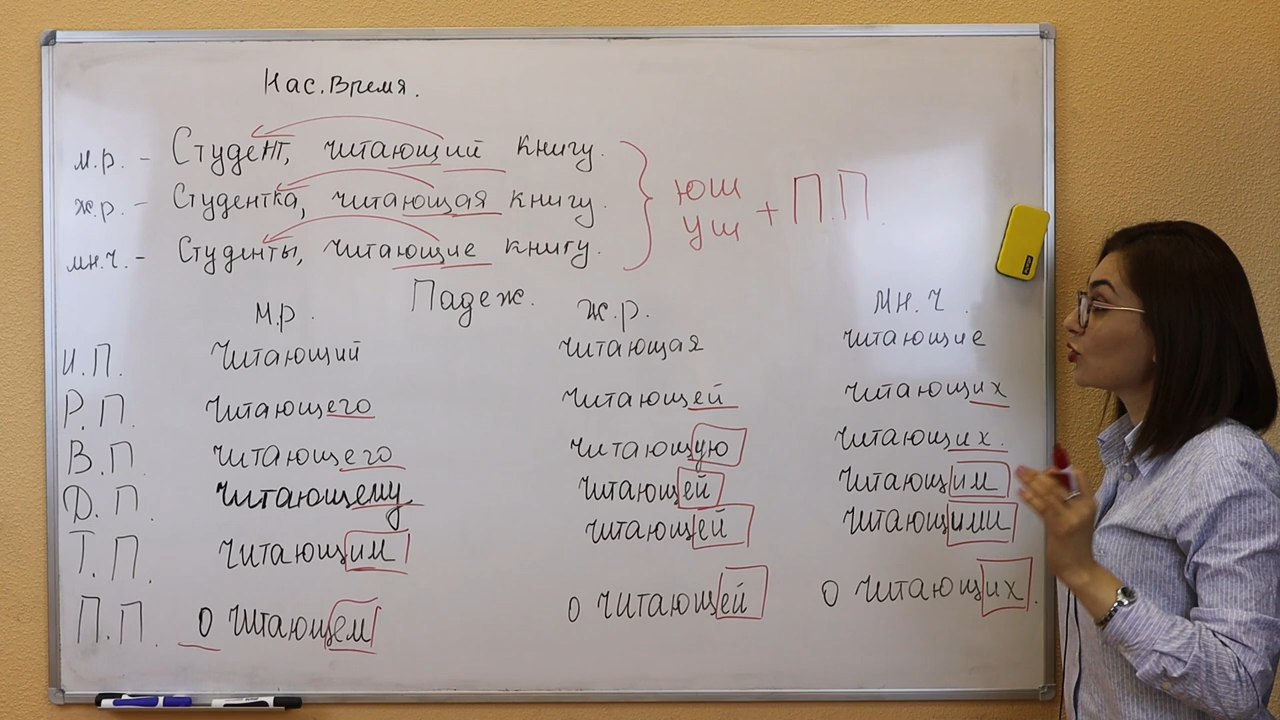 Нас. Время.
м.р. - Студент, читающий книгу.
ж.р. - Студентка, читающая книгу.
мн.ч. - Студенты, читающие книгу.
ющ
ущ + П.П.
Падеж.
м.р. ж.р. мн.ч.
И.П. Читающий читающая читающие
Р.П. Читающего читающей читающих
В.П. Читающего читающую читающих.
Д.П. Читающему читающей читающим
Т.П. Читающим читающей читающими
П.П. о читающем о читающей о читающих.